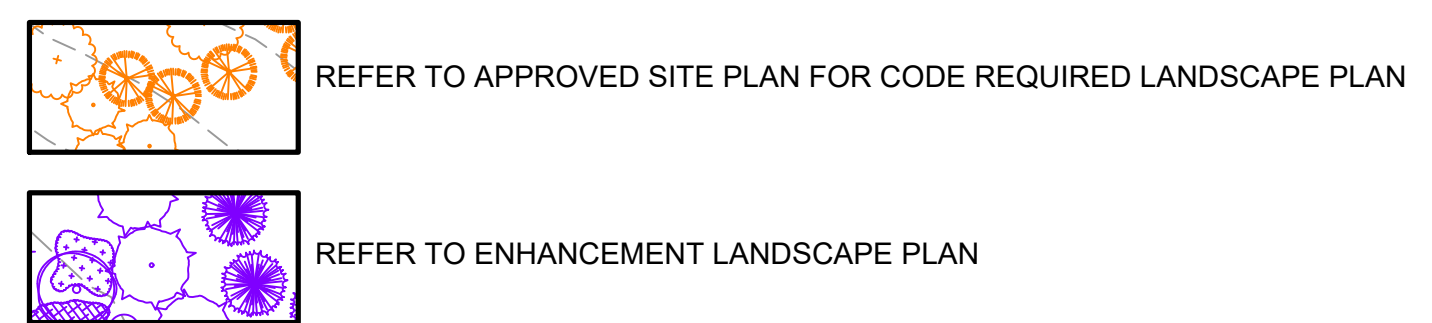 REFER TO APPROVED SITE PLAN FOR CODE REQUIRED LANDSCAPE PLAN
REFER TO ENHANCEMENT LANDSCAPE PLAN